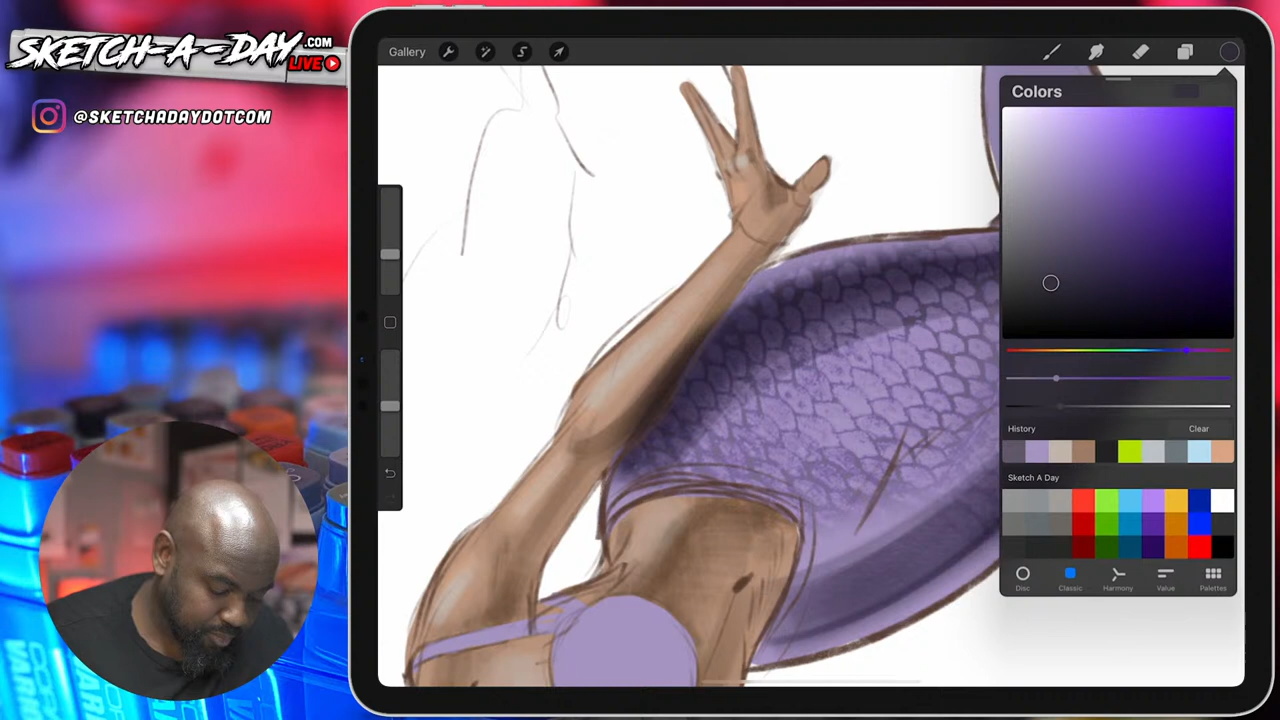 SKETCH-A-DAY.COM
LIVE
@SKETCHADAYDOTCOM
Gallery
Colors
History
Clear
Sketch A Day
Disc
Classic
Harmony
Value
Palettes